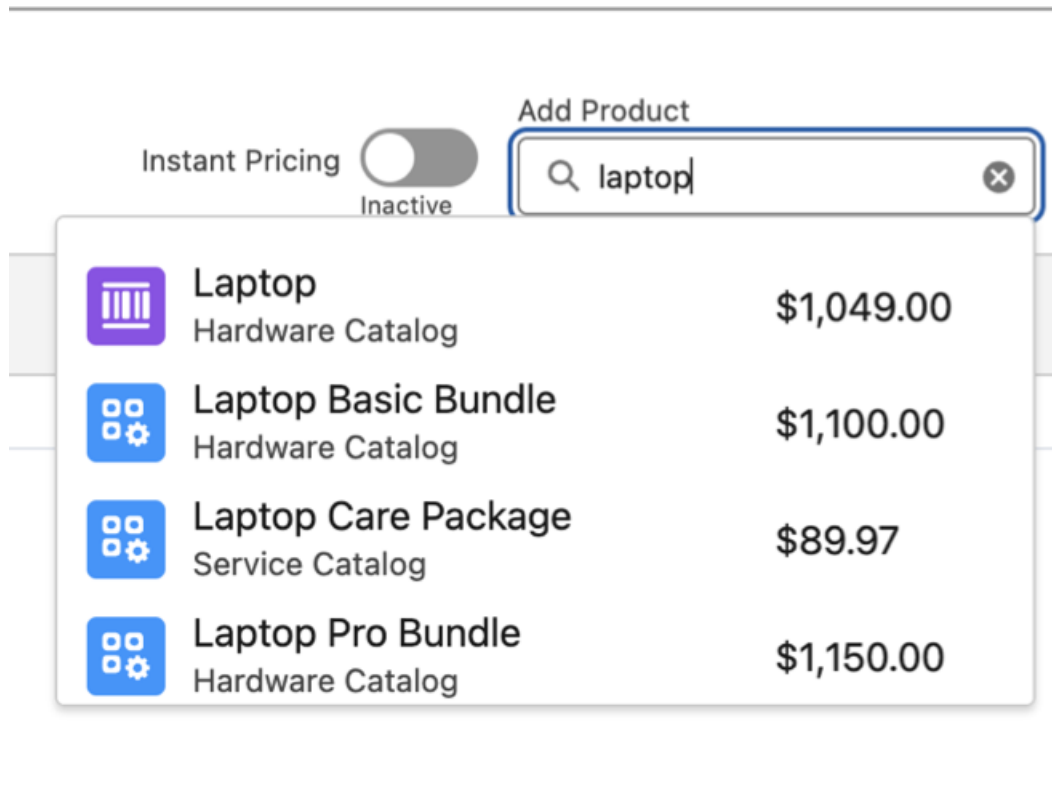 Add Product
Instant Pricing
Inactive
laptop
Laptop
Hardware Catalog
$1,049.00
Laptop Basic Bundle
Hardware Catalog
$1,100.00
Laptop Care Package
Service Catalog
$89.97
Laptop Pro Bundle
Hardware Catalog
$1,150.00